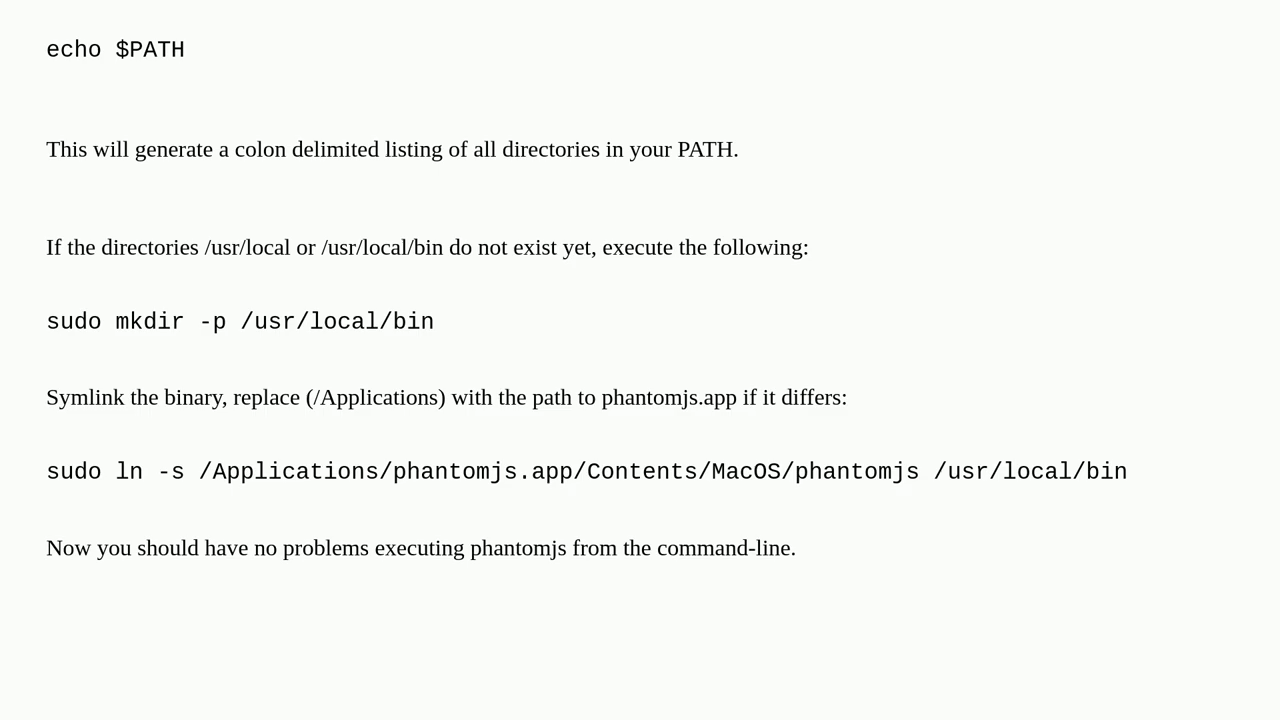 echo $PATH
This will generate a colon delimited listing of all directories in your PATH.
If the directories /usr/local or /usr/local/bin do not exist yet, execute the following:
sudo mkdir -p /usr/local/bin
Symlink the binary, replace (/Applications) with the path to phantomjs.app if it differs:
sudo ln -s /Applications/phantomjs.app/Contents/MacOS/phantomjs /usr/local/bin
Now you should have no problems executing phantomjs from the command-line.